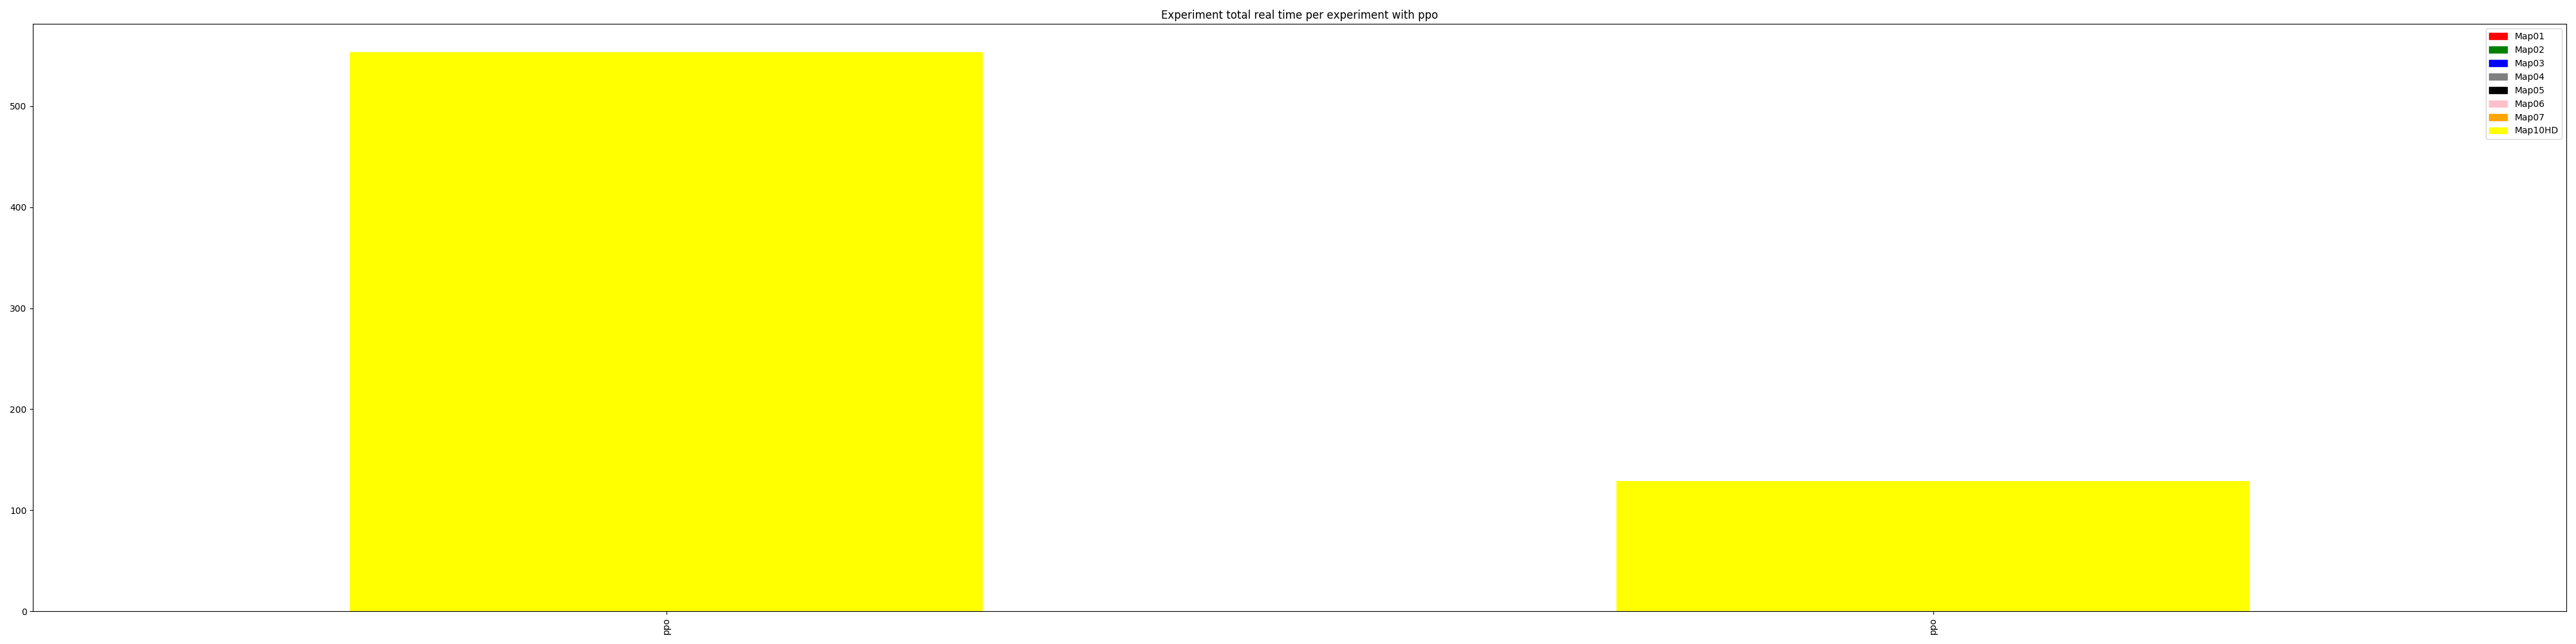 Experiment total real time per experiment with ppo
Map01
Map02
Map03
Map04
Map05
Map06
Map07
Map10HD
500
400
300
200
100
0
ppo
ppo